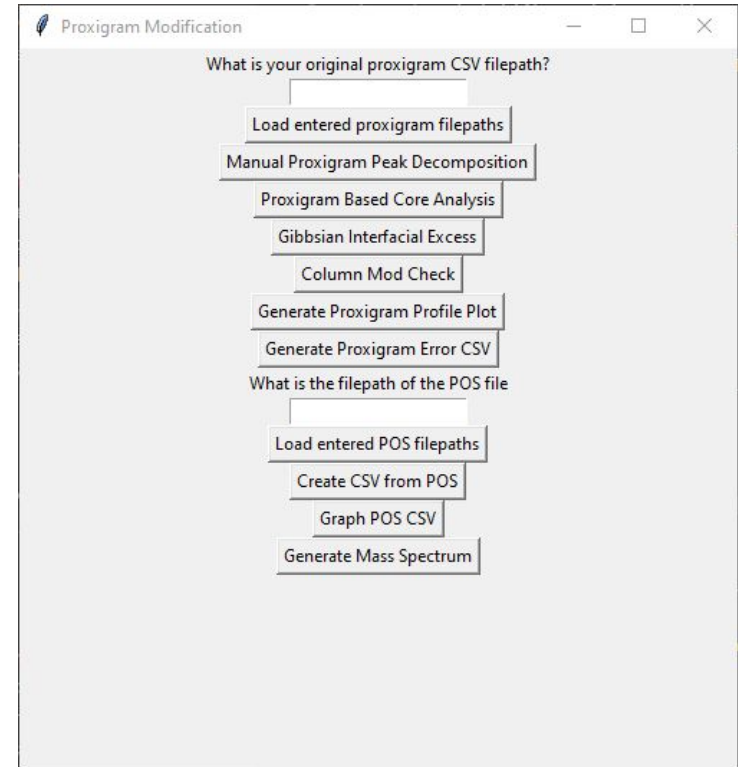 Proxigram Modification
What is your original proxigram CSV filepath?
Load entered proxigram filepaths
Manual Proxigram Peak Decomposition
Proxigram Based Core Analysis
Gibbsian Interfacial Excess
Column Mod Check
Generate Proxigram Profile Plot
Generate Proxigram Error CSV
What is the filepath of the POS file
Load entered POS filepaths
Create CSV from POS
Graph POS CSV
Generate Mass Spectrum